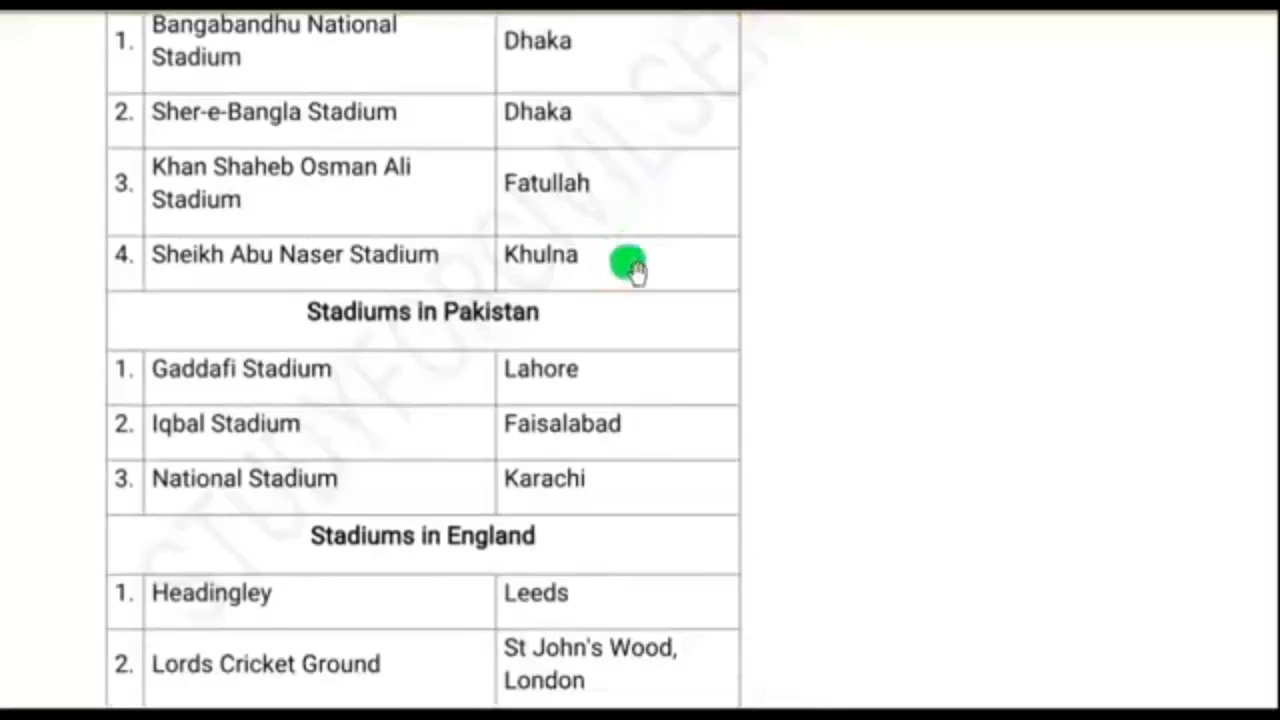 Bangabandhu National
1. Stadium Dhaka
2. Sher-e-Bangla Stadium Dhaka
Khan Shaheb Osman Ali
3. Stadium Fatullah
4. Sheikh Abu Naser Stadium Khulna
Stadiums in Pakistan
1. Gaddafi Stadium Lahore
2. Iqbal Stadium Faisalabad
3. National Stadium Karachi
Stadiums in England
1. Headingley Leeds
2. Lords Cricket Ground St John's Wood,
London
STUDYFORCIVILSER